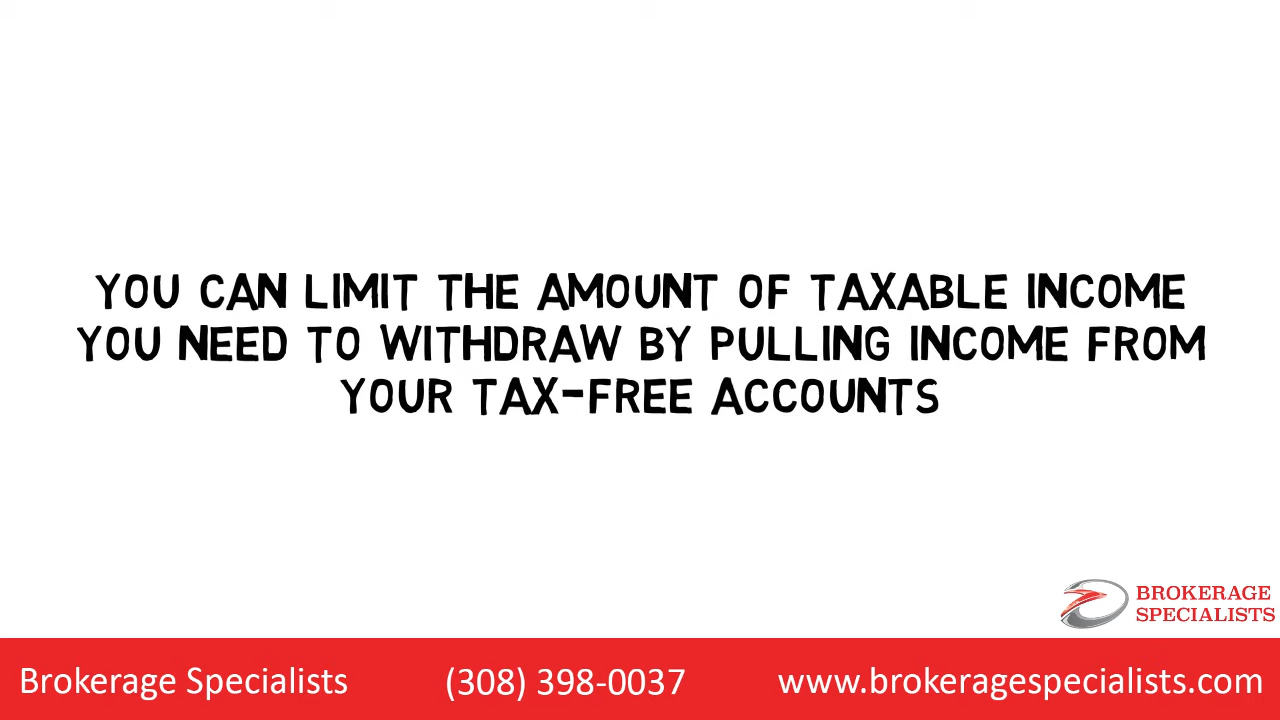 YOU CAN LIMIT THE AMOUNT OF TAXABLE INCOME
YOU NEED TO WITHDRAW BY PULLING INCOME FROM
YOUR TAX-FREE ACCOUNTS
BROKERAGE
SPECIALISTS
Brokerage Specialists
(308) 398-0037
www.brokeragespecialists.com